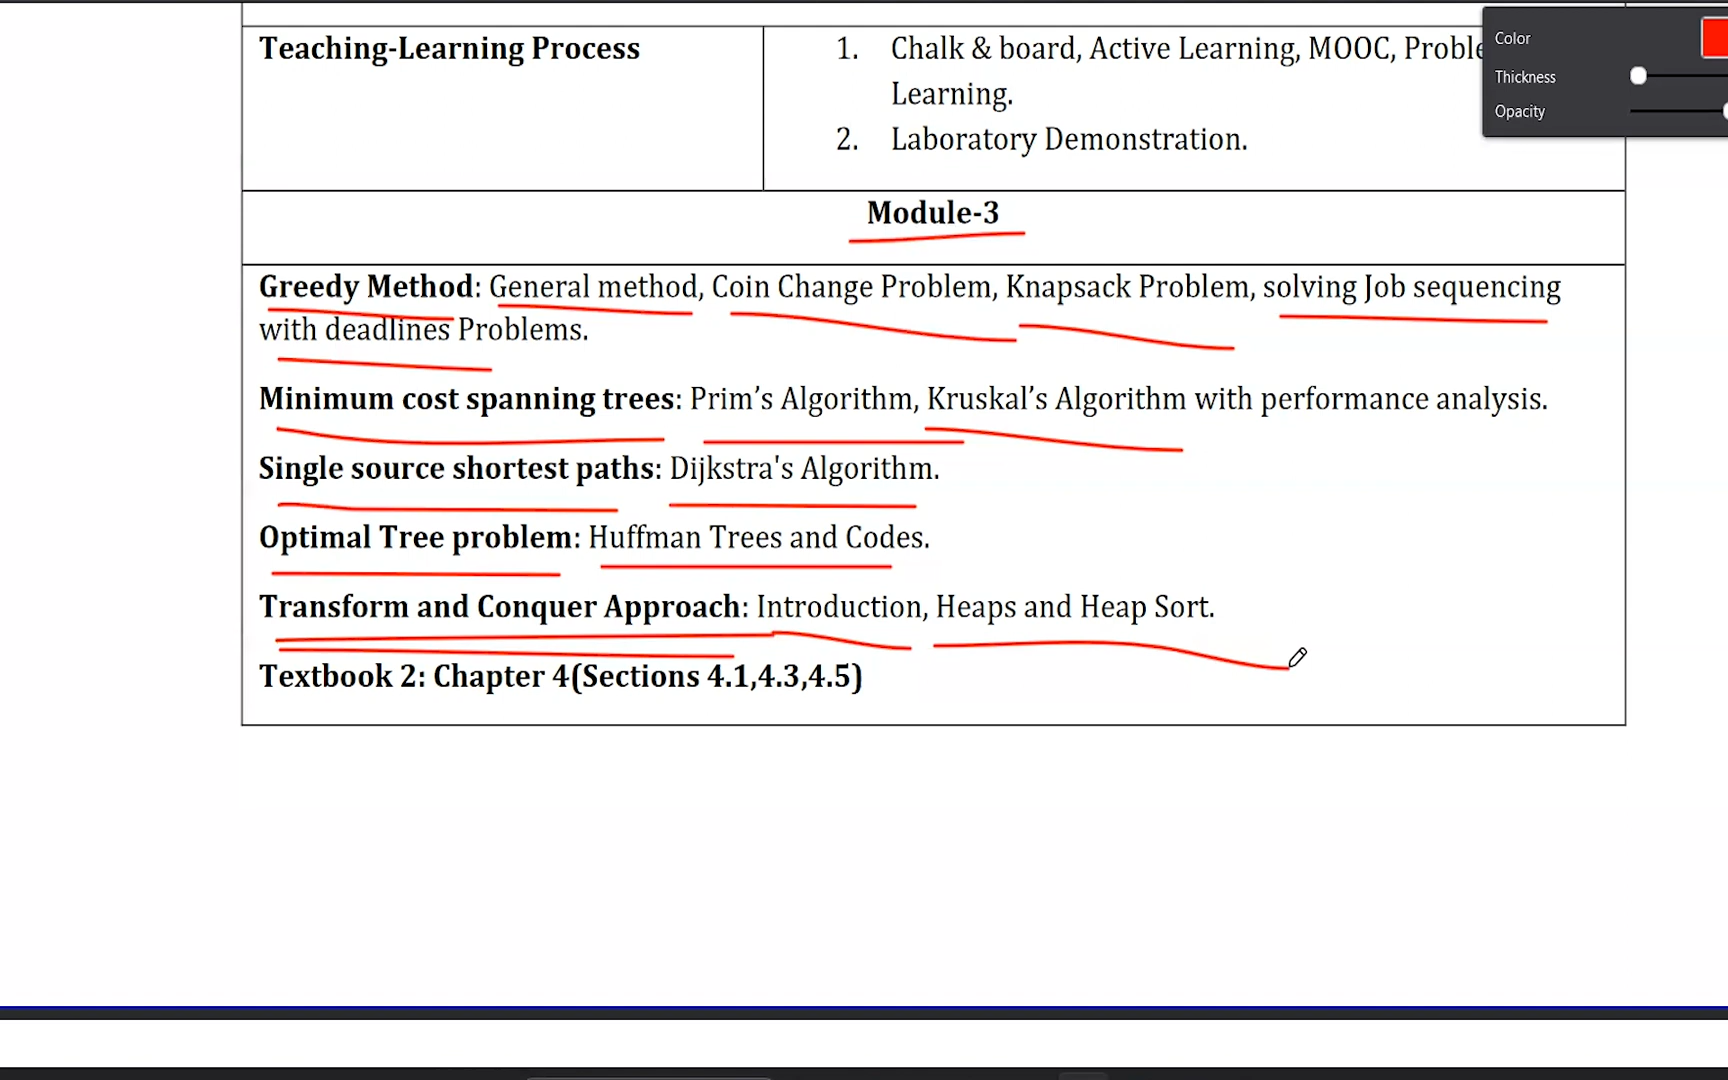 Teaching-Learning Process
1. Chalk & board, Active Learning, MOOC,
Learning.
2. Laboratory Demonstration.
Color
Thickness
Opacity
Module-3
Greedy Method: General method, Coin Change Problem, Knapsack Problem, solving Job sequencing
with deadlines Problems.
Minimum cost spanning trees: Prim’s Algorithm, Kruskal’s Algorithm with performance analysis.
Single source shortest paths: Dijkstra's Algorithm.
Optimal Tree problem: Huffman Trees and Codes.
Transform and Conquer Approach: Introduction, Heaps and Heap Sort.
Textbook 2: Chapter 4(Sections 4.1,4.3,4.5)